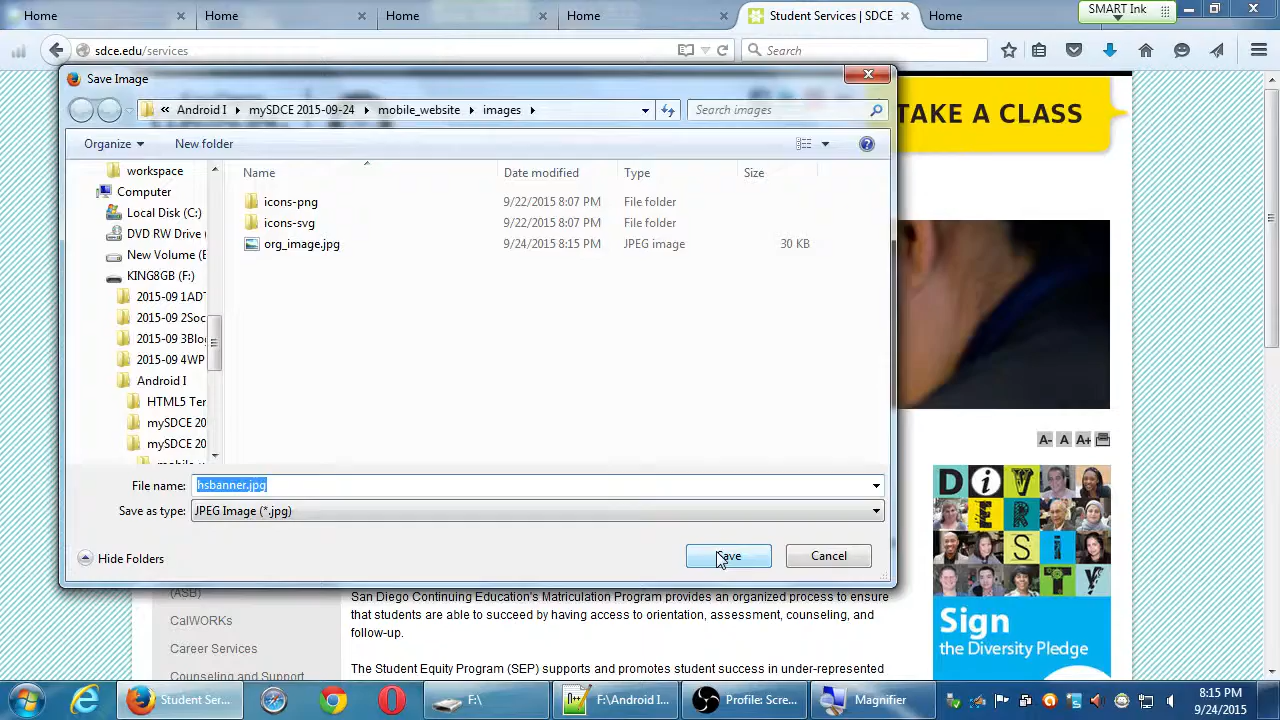 Home
Home
Home
Home
Student Services | SDCE
Home
SMART Ink
sdce.edu/services
Search
Save Image
Android I
mySDCE 2015-09-24
mobile_website
images
Search images
TAKE A CLASS
Organize
New folder
workspace
Computer
Local Disk (C:)
DVD RW Drive (
New Volume (E
KING8GB (F:)
2015-09 1ADT
2015-09 2Soc
2015-09 3Blo
2015-09 4WP
Android I
HTML5 Ter
mySDCE 20
mySDCE 20
Name
Date modified
Type
Size
icons-png
9/22/2015 8:07 PM
File folder
icons-svg
9/22/2015 8:07 PM
File folder
org_image.jpg
9/24/2015 8:15 PM
JPEG image
30 KB
File name:
hsbanner.jpg
Save as type:
JPEG Image (*.jpg)
Hide Folders
Save
Cancel
A-
A
A+
DiVERSiTY
Sign
the Diversity Pledge
(ASB)
CalWORKs
Career Services
Counseling and Support
San Diego Continuing Education's Matriculation Program provides an organized process to ensure
that students are able to succeed by having access to orientation, assessment, counseling, and
follow-up.
The Student Equity Program (SEP) supports and promotes student success in under-represented
Student Ser...
F:\
F:\Android I...
Profile: Scre...
Magnifier
8:15 PM
9/24/2015